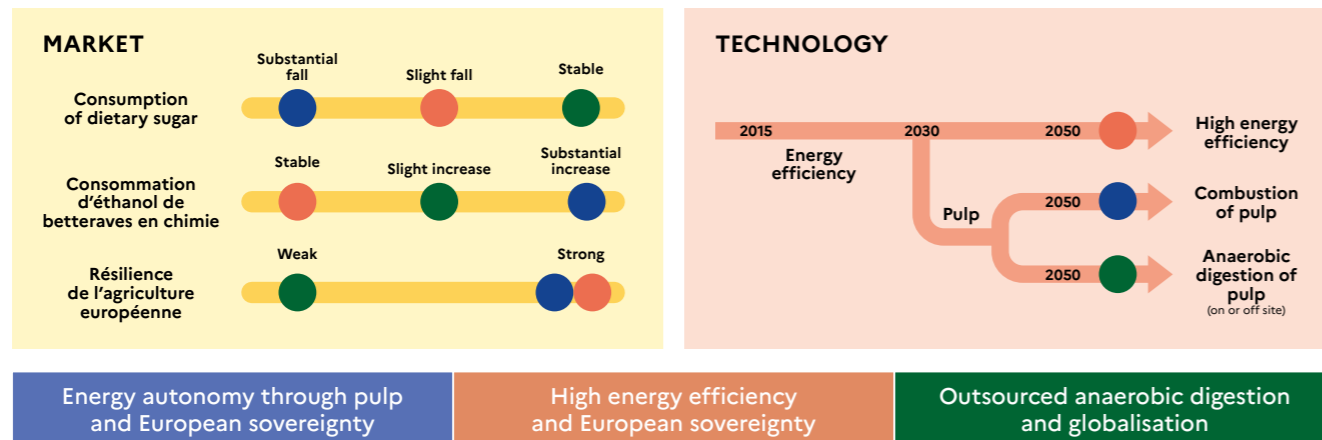 MARKET
Substantial
fall
Slight fall
Stable
Consumption
of dietary sugar
Stable
Slight increase
Substantial
increase
Consommation
d'éthanol de
betteraves en chimie
Weak
Strong
Résilience
de l'agriculture
européenne
TECHNOLOGY
2015
2030
2050
High energy
efficiency
Energy
efficiency
Pulp
2050
Combustion
of pulp
2050
Anaerobic
digestion of
pulp
(on or off site)
Energy autonomy through pulp
and European sovereignty
High energy efficiency
and European sovereignty
Outsourced anaerobic digestion
and globalisation